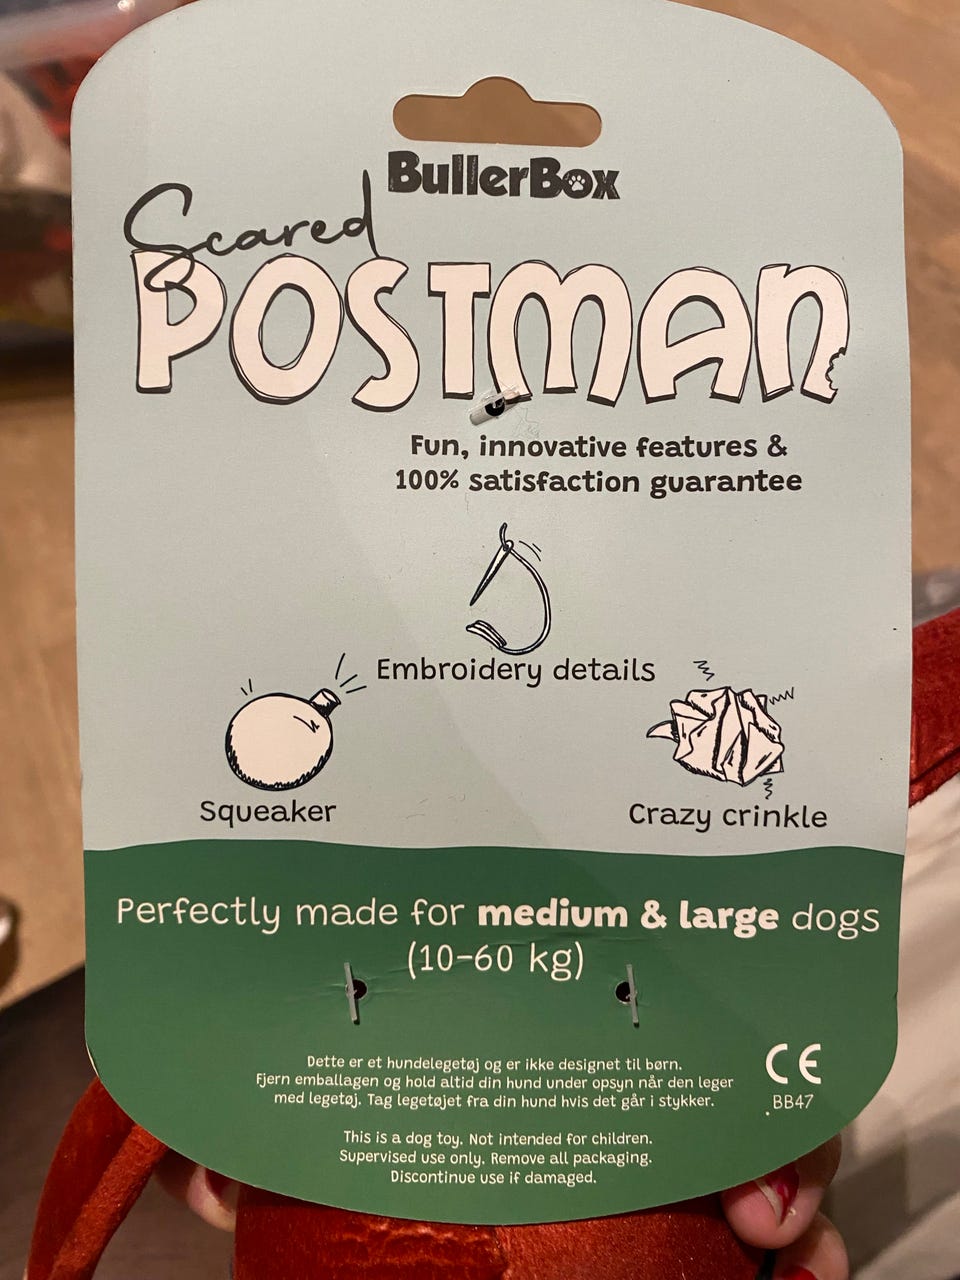 BullerBox
Scared
POSTMAN
Fun, innovative features &
100% satisfaction guarantee
Embroidery details
Squeaker
Crazy crinkle
Perfectly made for medium & large dogs
(10-60 kg)
Dette er et hundelegetøj og er ikke designet til børn.
Fjern emballagen og hold altid din hund under opsyn når den leger
med legetøj. Tag legetøjet fra din hund hvis det går i stykker.
CE
BB47
This is a dog toy. Not intended for children.
Supervised use only. Remove all packaging.
Discontinue use if damaged.